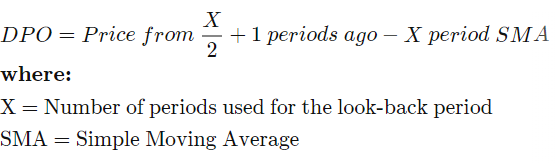 DPO = Price from X/2 + 1 periods ago − X period SMA
where:
X = Number of periods used for the look-back period
SMA = Simple Moving Average